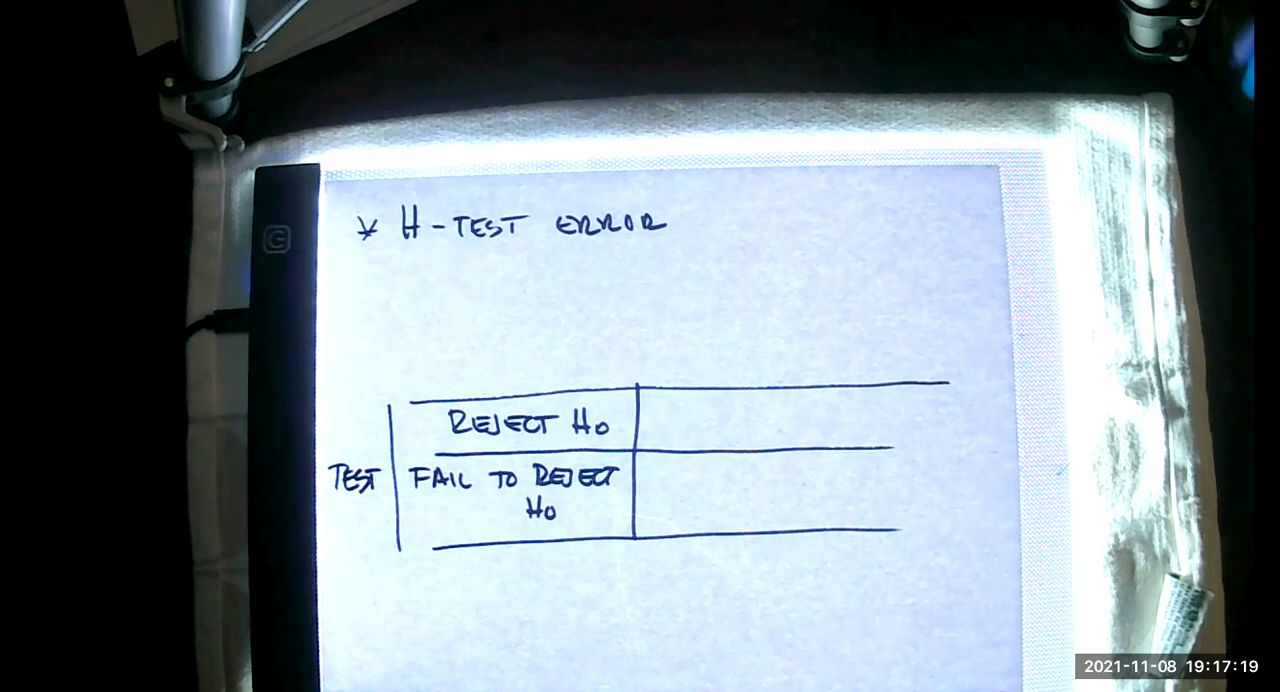 * H-TEST ERROR
REJECT Ho
TEST
FAIL TO REJECT
Ho
2021-11-08 19:17:19